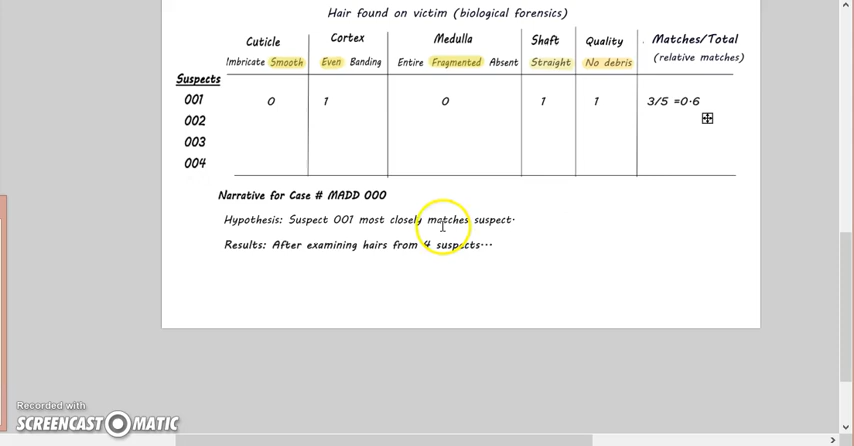 Hair found on victim (biological forensics)
Cuticle Cortex Medulla Shaft Quality Matches/Total
Imbricate Smooth Even Banding Entire Fragmented Absent Straight No debris (relative matches)
Suspects
001 0 1 0 1 1 3/5 =0.6
002
003
004
Narrative for Case # MADD 000
Hypothesis: Suspect 001 most closely matches suspect.
Results: After examining hairs from 4 suspects...
Recorded with
SCREENCAST-O-MATIC